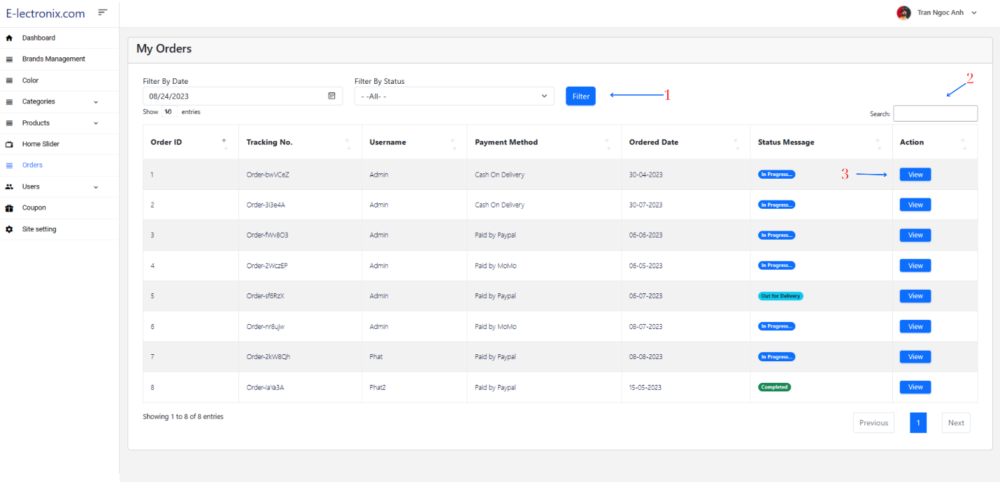 E-lectronix.com
Tran Ngoc Anh
Dashboard
Brands Management
Color
Categories
Products
Home Slider
Orders
Users
Coupon
Site setting
My Orders
Filter By Date Filter By Status
08/24/2023 - -All- - Filter 1
2
Show 10 entries
Search:
Order ID Tracking No. Username Payment Method Ordered Date Status Message Action
1 Order-bwVCeZ Admin Cash On Delivery 30-04-2023 In Progress... 3 View
2 Order-3i3e4A Admin Cash On Delivery 30-07-2023 In Progress... View
3 Order-fWv8O3 Admin Paid by Paypal 06-06-2023 In Progress... View
4 Order-2WczEP Admin Paid by MoMo 06-05-2023 In Progress... View
5 Order-sf6RzX Admin Paid by Paypal 06-07-2023 Out for Delivery View
6 Order-nr8ujw Admin Paid by MoMo 08-07-2023 In Progress... View
7 Order-2kW8Qh Phat Paid by Paypal 08-08-2023 In Progress... View
8 Phat2 Paid by Paypal 15-05-2023 Completed View
Showing 1 to 8 of 8 entries
Previous 1 Next